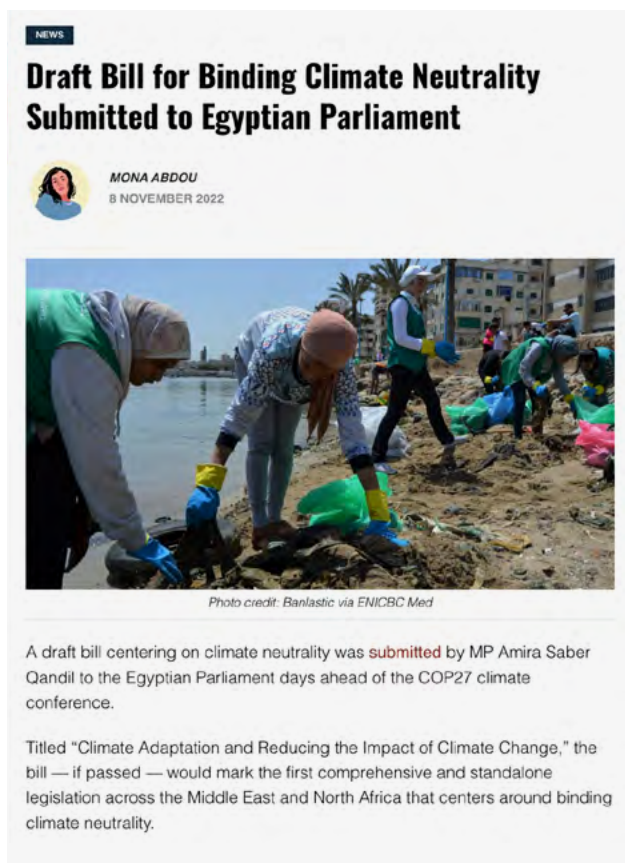 NEWS
Draft Bill for Binding Climate Neutrality
Submitted to Egyptian Parliament
MONA ABDOU
8 NOVEMBER 2022
Photo credit: Banlastic via ENICBC Med
A draft bill centering on climate neutrality was submitted by MP Amira Saber
Qandil to the Egyptian Parliament days ahead of the COP27 climate
conference.
Titled “Climate Adaptation and Reducing the Impact of Climate Change,” the
bill — if passed — would mark the first comprehensive and standalone
legislation across the Middle East and North Africa that centers around binding
climate neutrality.